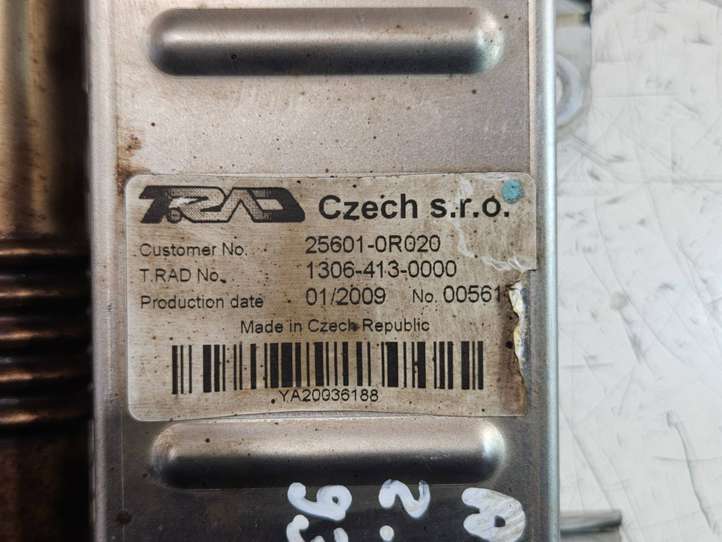 T.RAD Czech s.r.o.
Customer No. 25601-0R020
T.RAD No. 1306-413-0000
Production date 01/2009 No. 00561
Made in Czech Republic
YA20036188